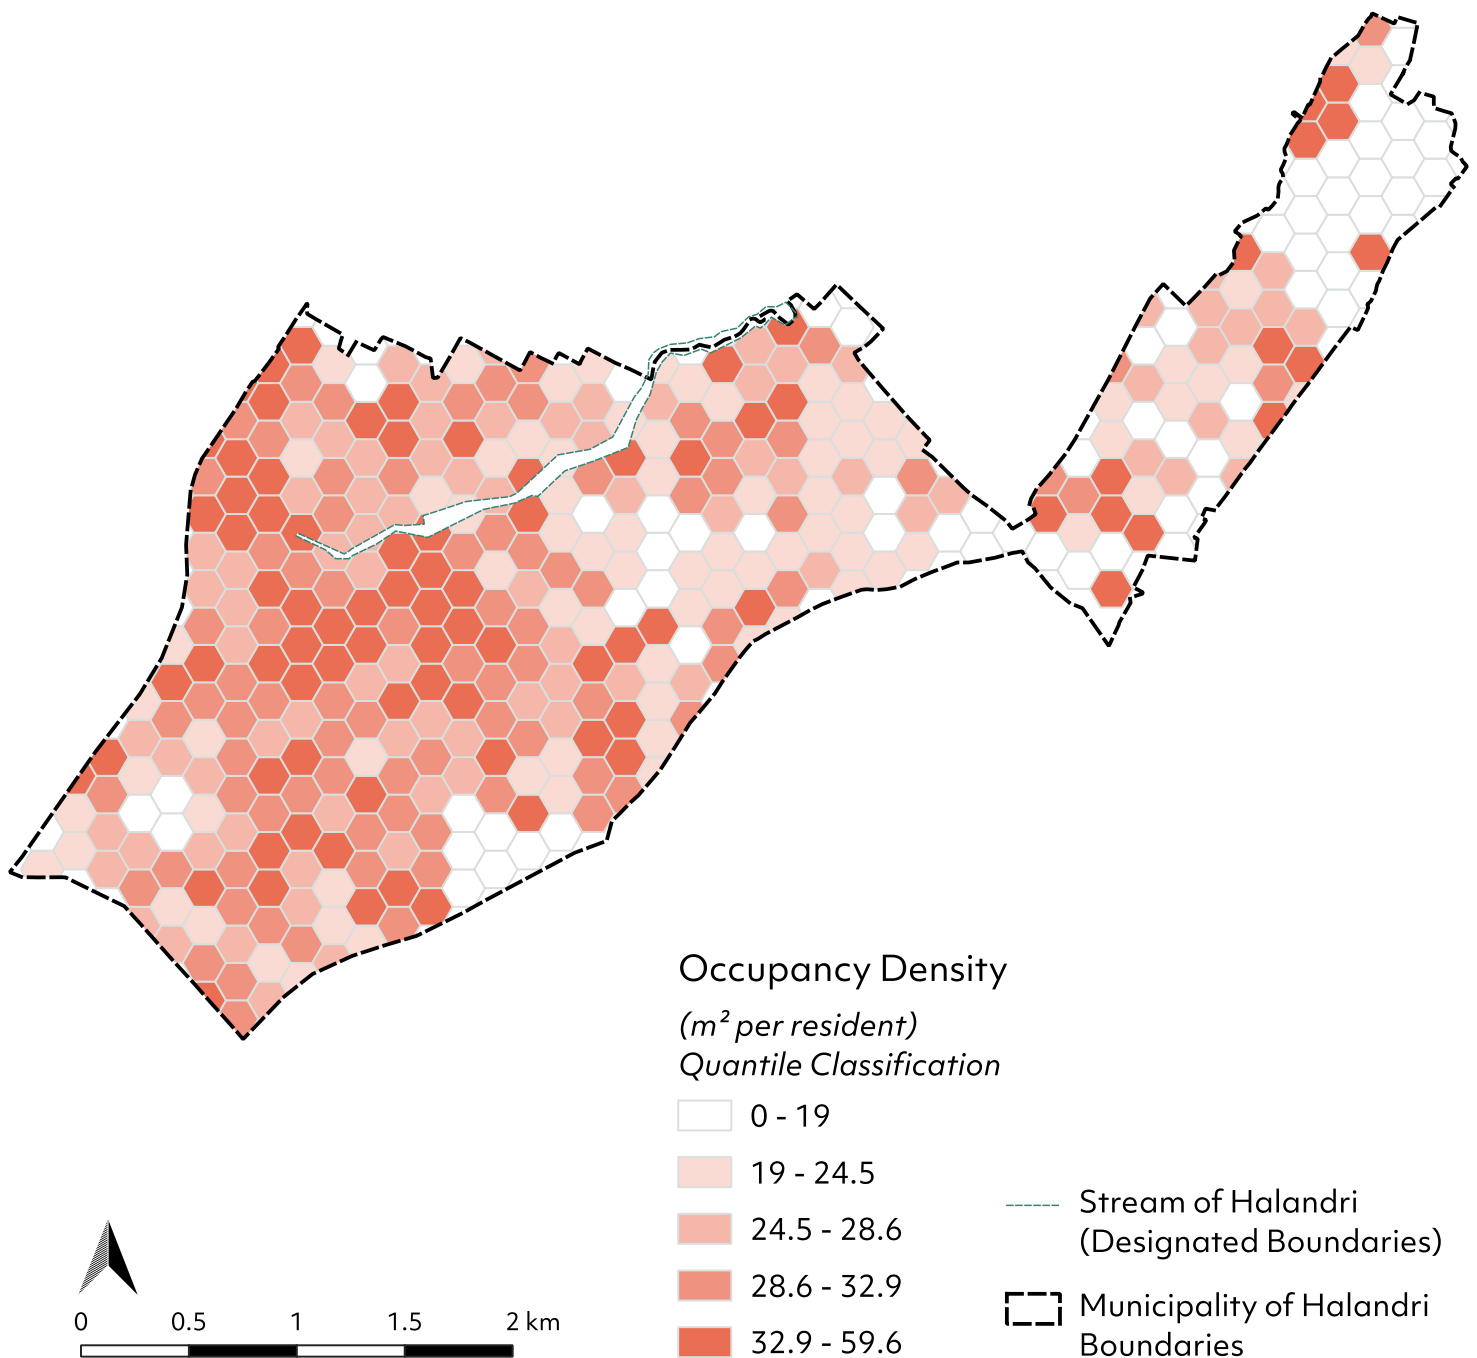 Occupancy Density
(m² per resident)
Quantile Classification
0 - 19
19 - 24.5
24.5 - 28.6
28.6 - 32.9
32.9 - 59.6
Stream of Halandri
(Designated Boundaries)
Municipality of Halandri
Boundaries
0 0.5 1 1.5 2 km